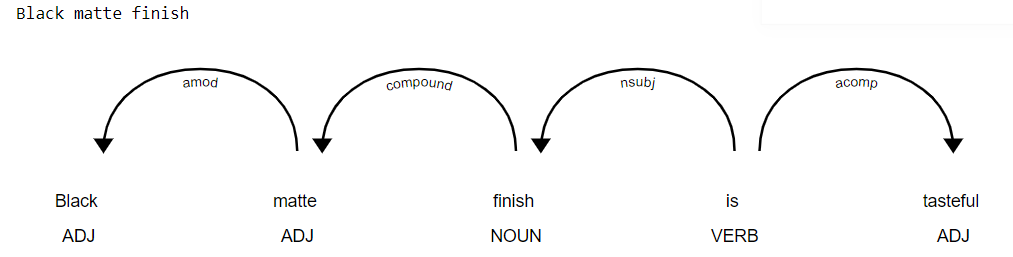 Black matte finish
amod compound nsubj acomp
Black matte finish is tasteful
ADJ ADJ NOUN VERB ADJ